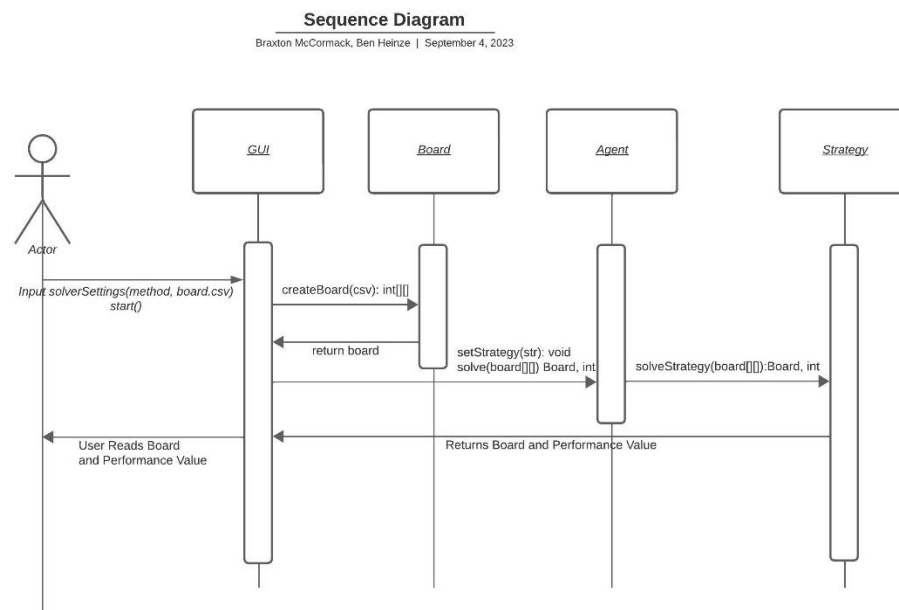 Sequence Diagram
Braxton McCormack, Ben Heinze | September 4, 2023
GUI
Board
Agent
Strategy
Actor
Input solverSettings(method, board.csv)
start()
createBoard(csv): int[][]
return board
setStrategy(str): void
solve(board[][]) Board, int
solveStrategy(board[][]):Board, int
User Reads Board
and Performance Value
Returns Board and Performance Value